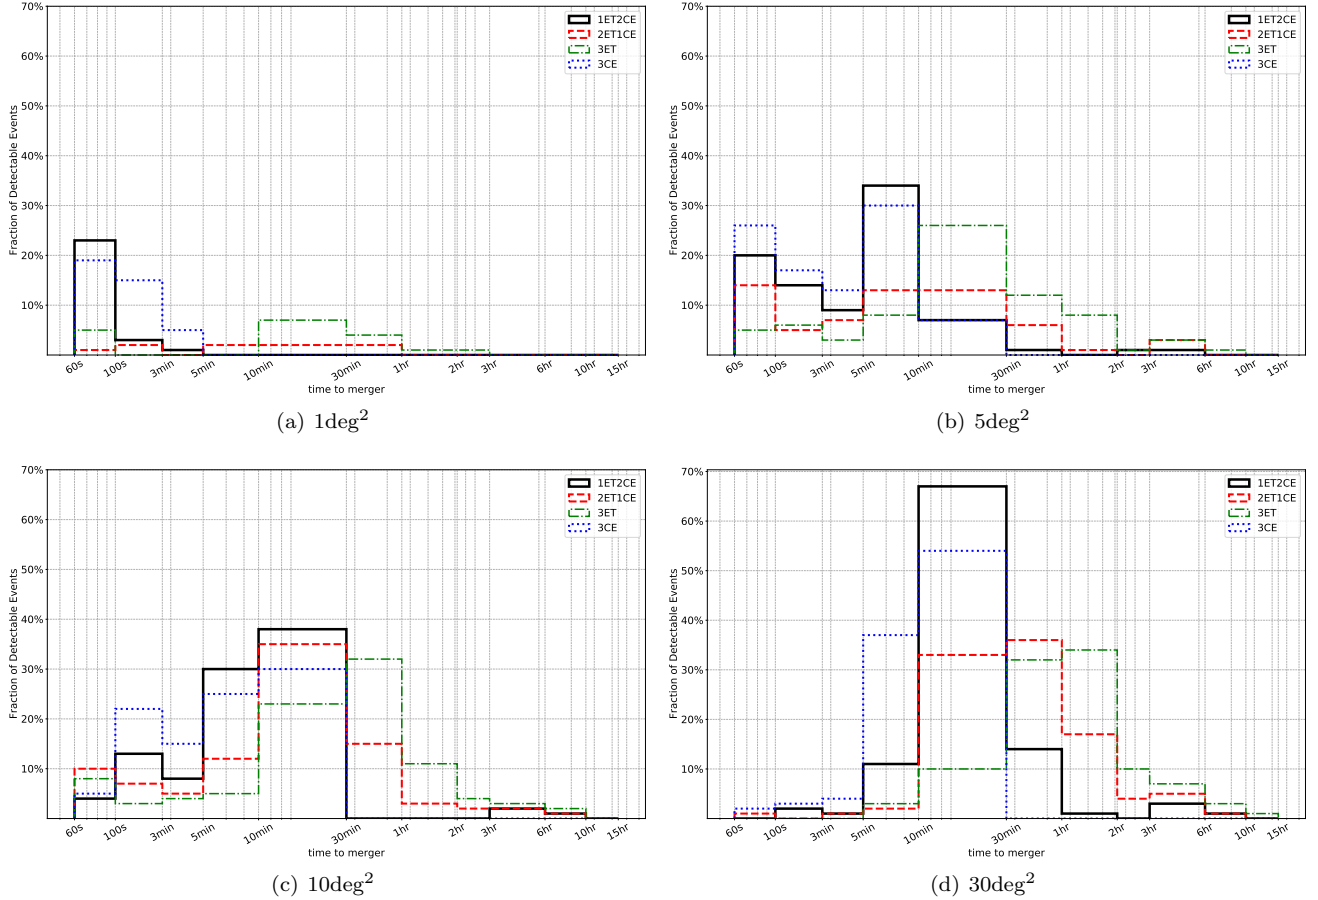 70%
60%
50%
40%
30%
20%
10%
Fraction of Detectable Events
1ET2CE
2ET1CE
3ET
3CE
60s 100s 3min 5min 10min 30min 1hr 2hr 3hr 6hr 10hr 15hr
time to merger
(a) 1deg²
70%
60%
50%
40%
30%
20%
10%
Fraction of Detectable Events
1ET2CE
2ET1CE
3ET
3CE
60s 100s 3min 5min 10min 30min 1hr 2hr 3hr 6hr 10hr 15hr
time to merger
(b) 5deg²
70%
60%
50%
40%
30%
20%
10%
Fraction of Detectable Events
1ET2CE
2ET1CE
3ET
3CE
60s 100s 3min 5min 10min 30min 1hr 2hr 3hr 6hr 10hr 15hr
time to merger
(c) 10deg²
70%
60%
50%
40%
30%
20%
10%
Fraction of Detectable Events
1ET2CE
2ET1CE
3ET
3CE
60s 100s 3min 5min 10min 30min 1hr 2hr 3hr 6hr 10hr 15hr
time to merger
(d) 30deg²